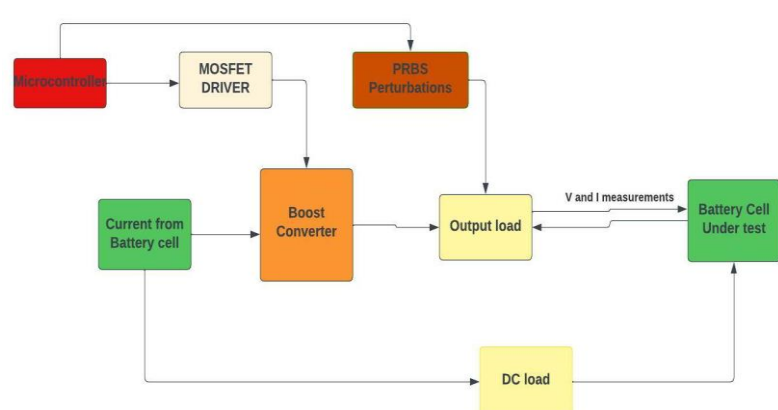 Microcontroller
MOSFET
DRIVER
PRBS
Perturbations
Current from
Battery cell
Boost
Converter
Output load
V and I measurements
Battery Cell
Under test
DC load